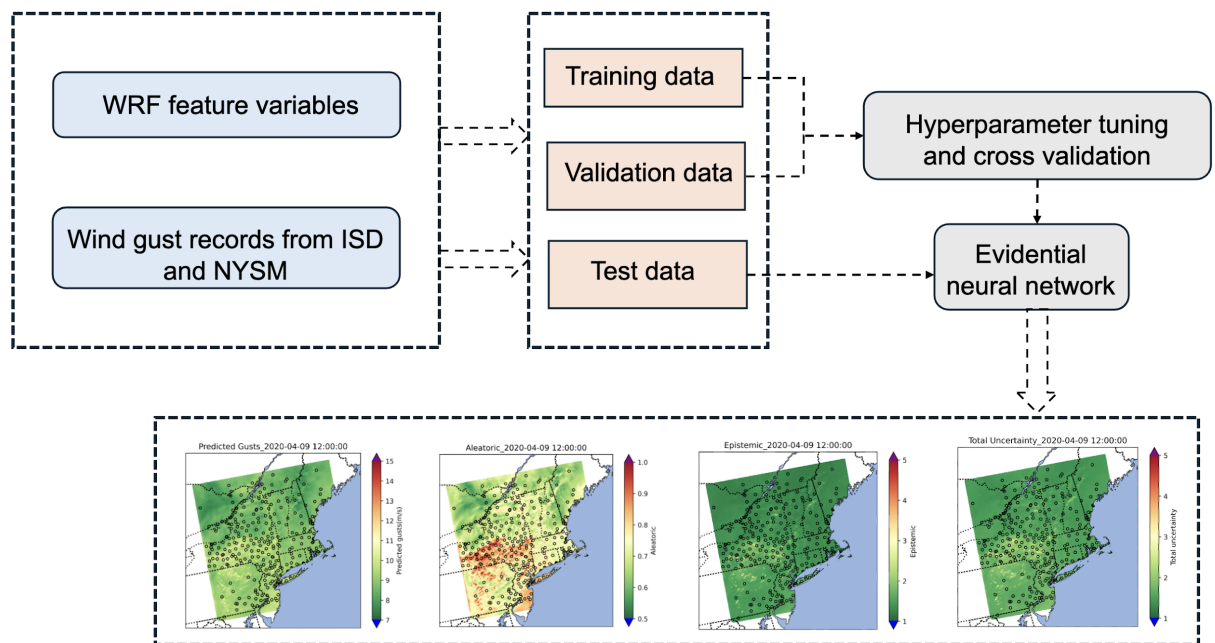 WRF feature variables
Wind gust records from ISD
and NYSM
Training data
Validation data
Test data
Hyperparameter tuning
and cross validation
Evidential
neural network
Predicted Gusts_2020-04-09 12:00:00
15
14
13
12
11
10
9
8
7
Predicted gusts(m/s)
Aleatoric_2020-04-09 12:00:00
1.0
0.9
0.8
0.7
0.6
0.5
Aleatoric
Epistemic_2020-04-09 12:00:00
5
4
3
2
1
Epistemic
Total Uncertainty_2020-04-09 12:00:00
5
4
3
2
1
Total uncertainty